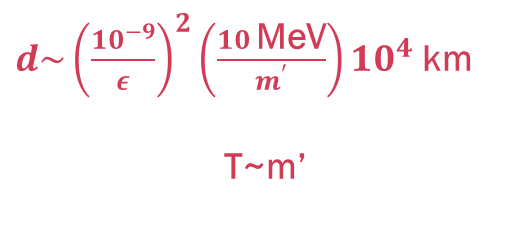 d~ (10⁻⁹/ϵ)² (10 MeV/m′) 10⁴ km
T~m’